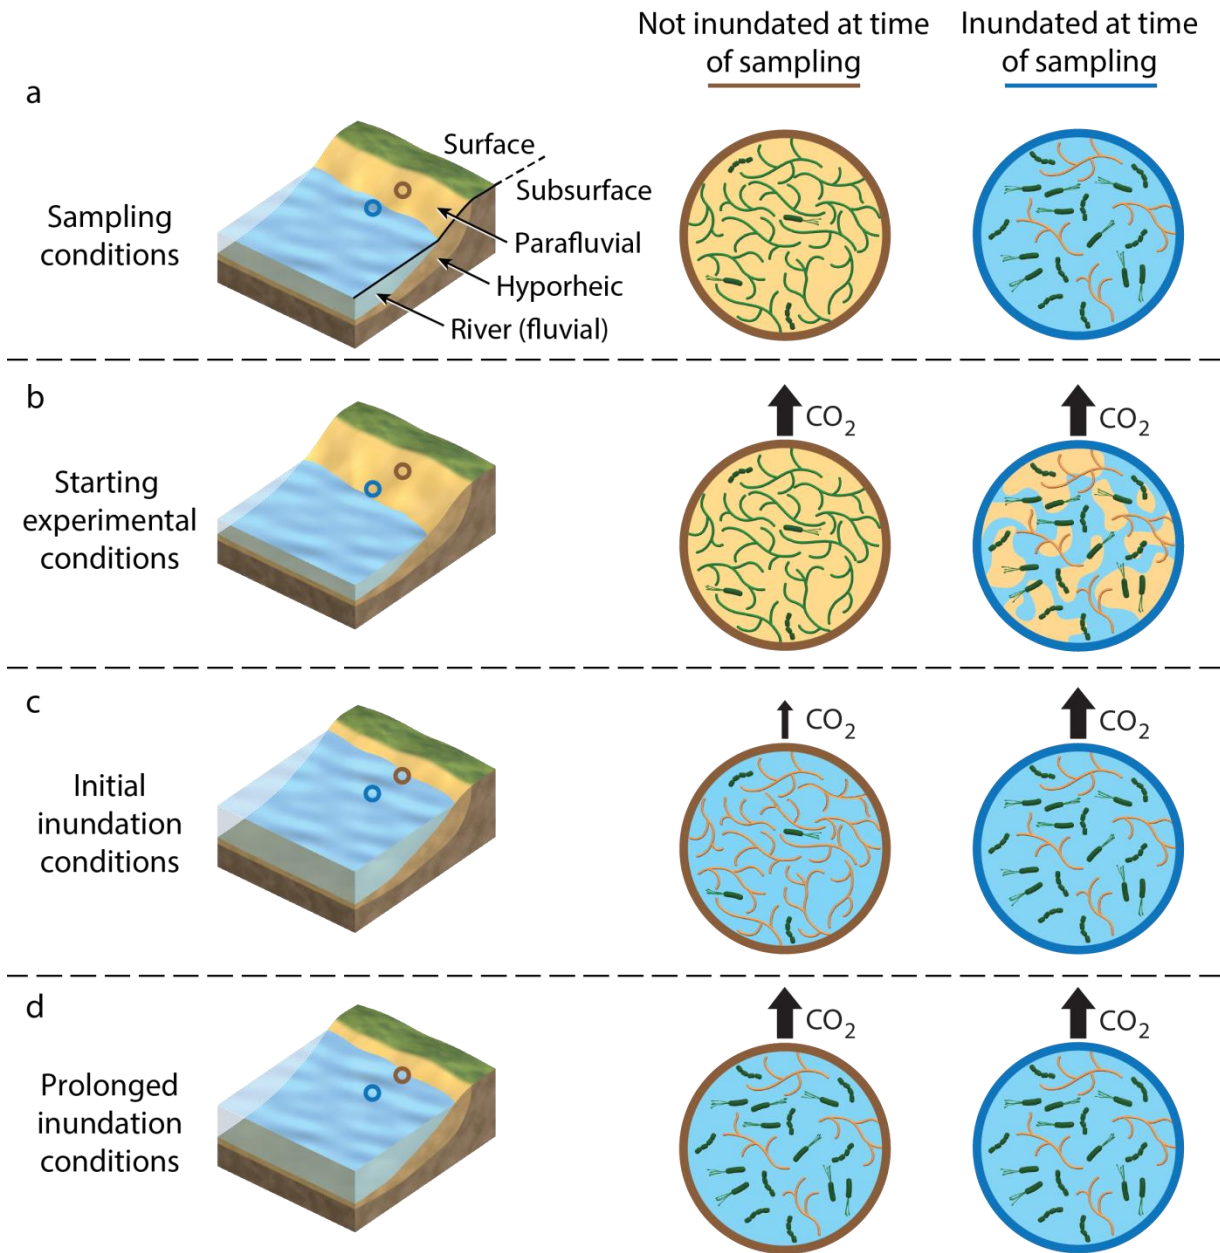 Not inundated at time
of sampling
Inundated at time
of sampling
a
Sampling
conditions
Surface
Subsurface
Parafluvial
Hyporheic
River (fluvial)
b
Starting
experimental
conditions
CO₂
CO₂
c
Initial
inundation
conditions
CO₂
CO₂
d
Prolonged
inundation
conditions
CO₂
CO₂